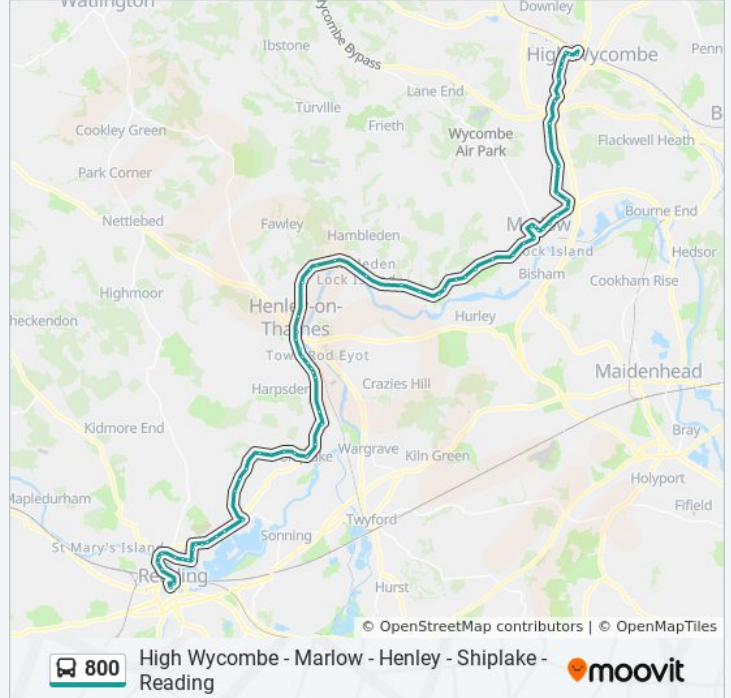 Watlington
Downley
Wycombe Bypass
Ibstone
High Wycombe
Penn
Lane End
Turville
Cookley Green
Frieth
Wycombe
Air Park
Flackwell Heath
Park Corner
Nettlebed
Fawley
Hambleden
Bourne End
Lock Island
Hedsor
Bisham
Cookham Rise
Highmoor
Henley-on-
Thames
Hurley
heckendon
Rod Eyot
Maidenhead
Harpsden
Crazies Hill
Kidmore End
Wargrave
Kiln Green
Bray
Holyport
Mapledurham
Fifield
Twyford
Sonning
St Mary's Island
Reading
Hurst
© OpenStreetMap contributors | © OpenMapTiles
800
High Wycombe - Marlow - Henley - Shiplake -
Reading
moovit